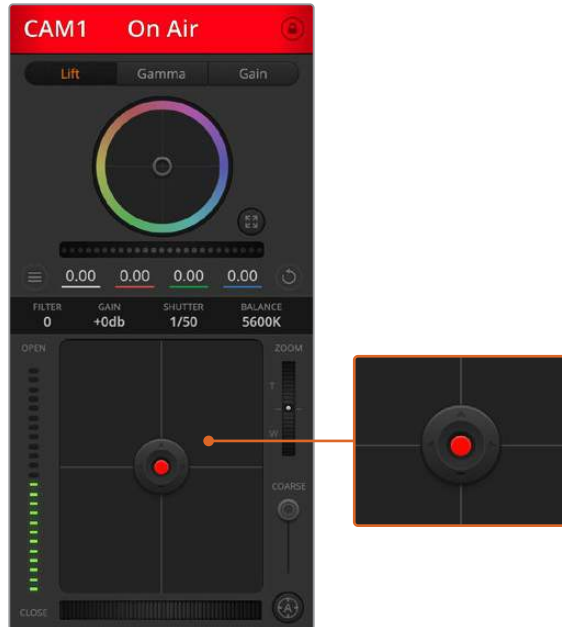 CAM1 On Air
Lift Gamma Gain
0.00 0.00 0.00 0.00
FILTER GAIN SHUTTER BALANCE
0 +0db 1/50 5600K
OPEN ZOOM
T
W
COARSE
CLOSE A